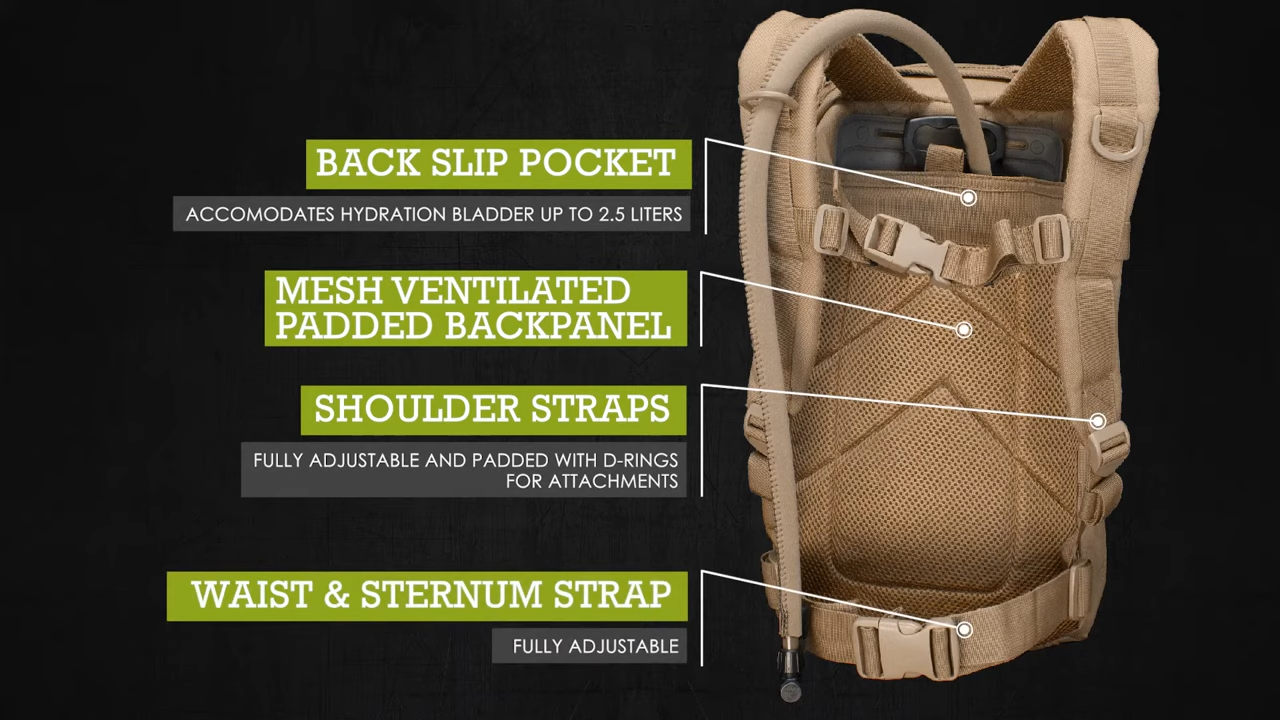 BACK SLIP POCKET
ACCOMODATES HYDRATION BLADDER UP TO 2.5 LITERS
MESH VENTILATED
PADDED BACKPANEL
SHOULDER STRAPS
FULLY ADJUSTABLE AND PADDED WITH D-RINGS
FOR ATTACHMENTS
WAIST & STERNUM STRAP
FULLY ADJUSTABLE